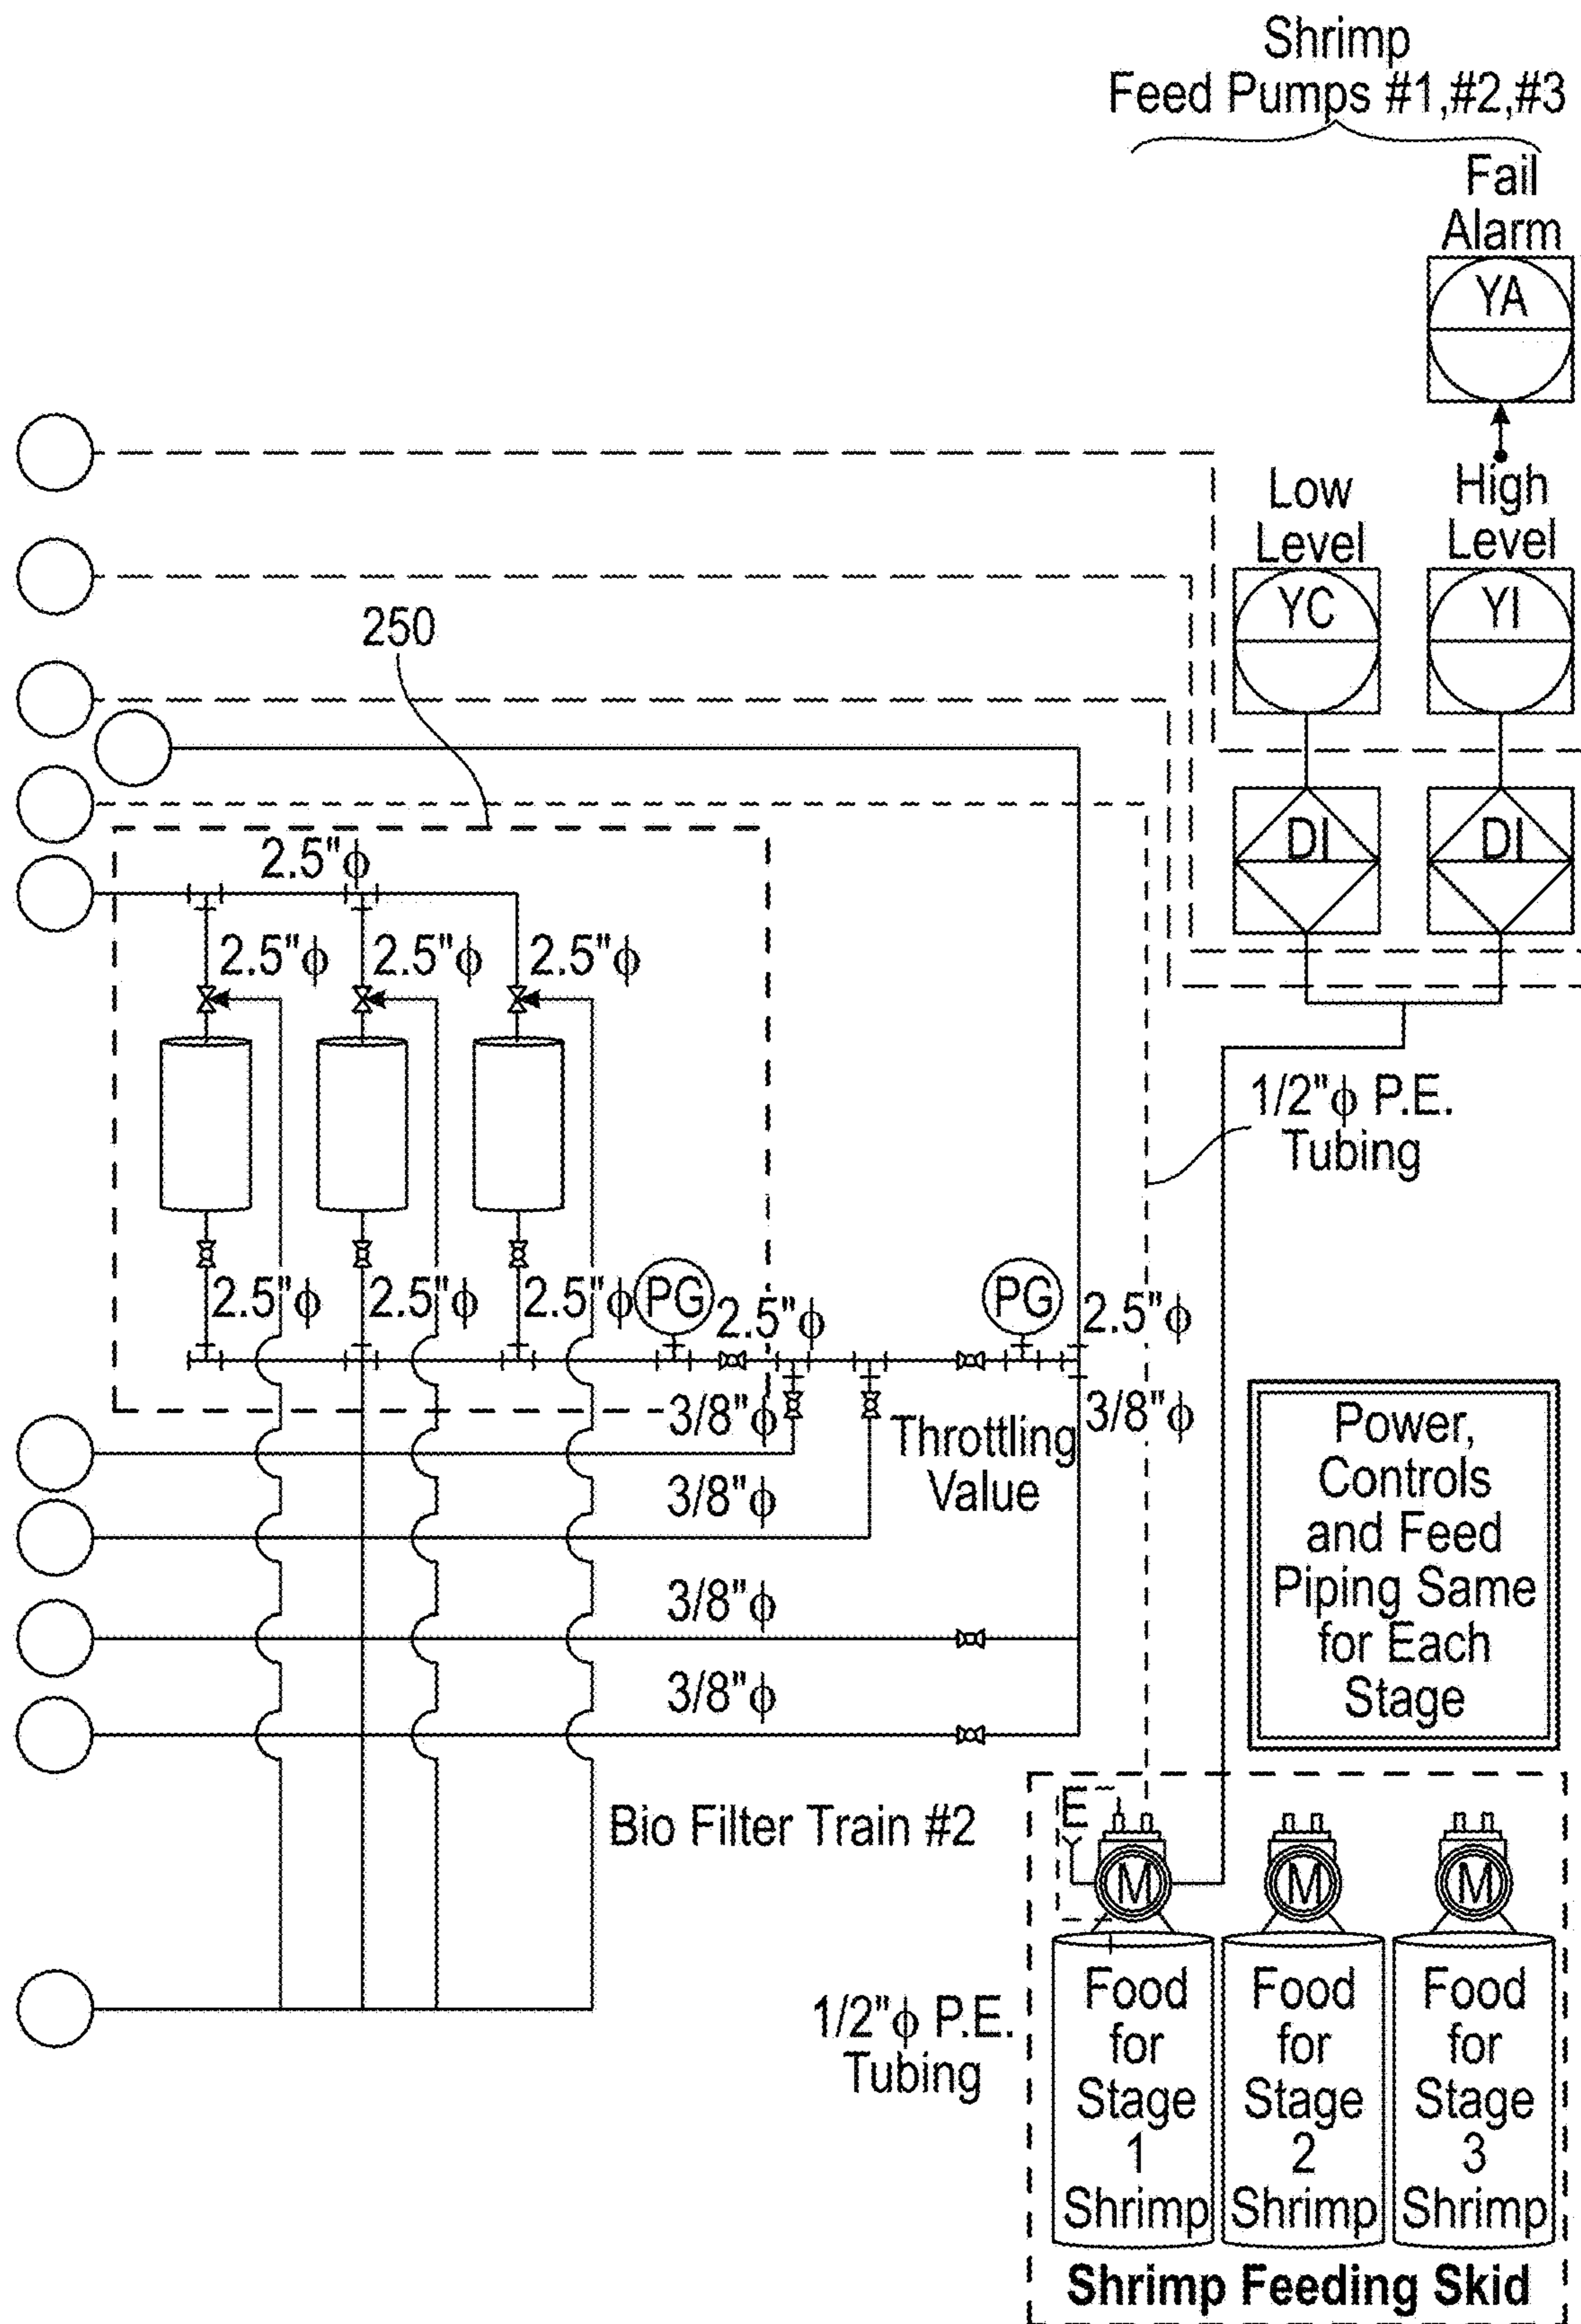 Shrimp
Feed Pumps #1,#2,#3
Fail
Alarm
YA
Low
Level
High
Level
YC
YI
250
DI
DI
2.5"ϕ
2.5"ϕ
2.5"ϕ
2.5"ϕ
1/2"ϕ P.E.
Tubing
2.5"ϕ
2.5"ϕ
2.5"ϕ
PG
2.5"ϕ
PG
2.5"ϕ
3/8"ϕ
3/8"ϕ
Throttling
Value
3/8"ϕ
3/8"ϕ
3/8"ϕ
Power,
Controls
and Feed
Piping Same
for Each
Stage
Bio Filter Train #2
E
M
M
M
1/2"ϕ P.E.
Tubing
Food
for
Stage
1
Shrimp
Food
for
Stage
2
Shrimp
Food
for
Stage
3
Shrimp
Shrimp Feeding Skid